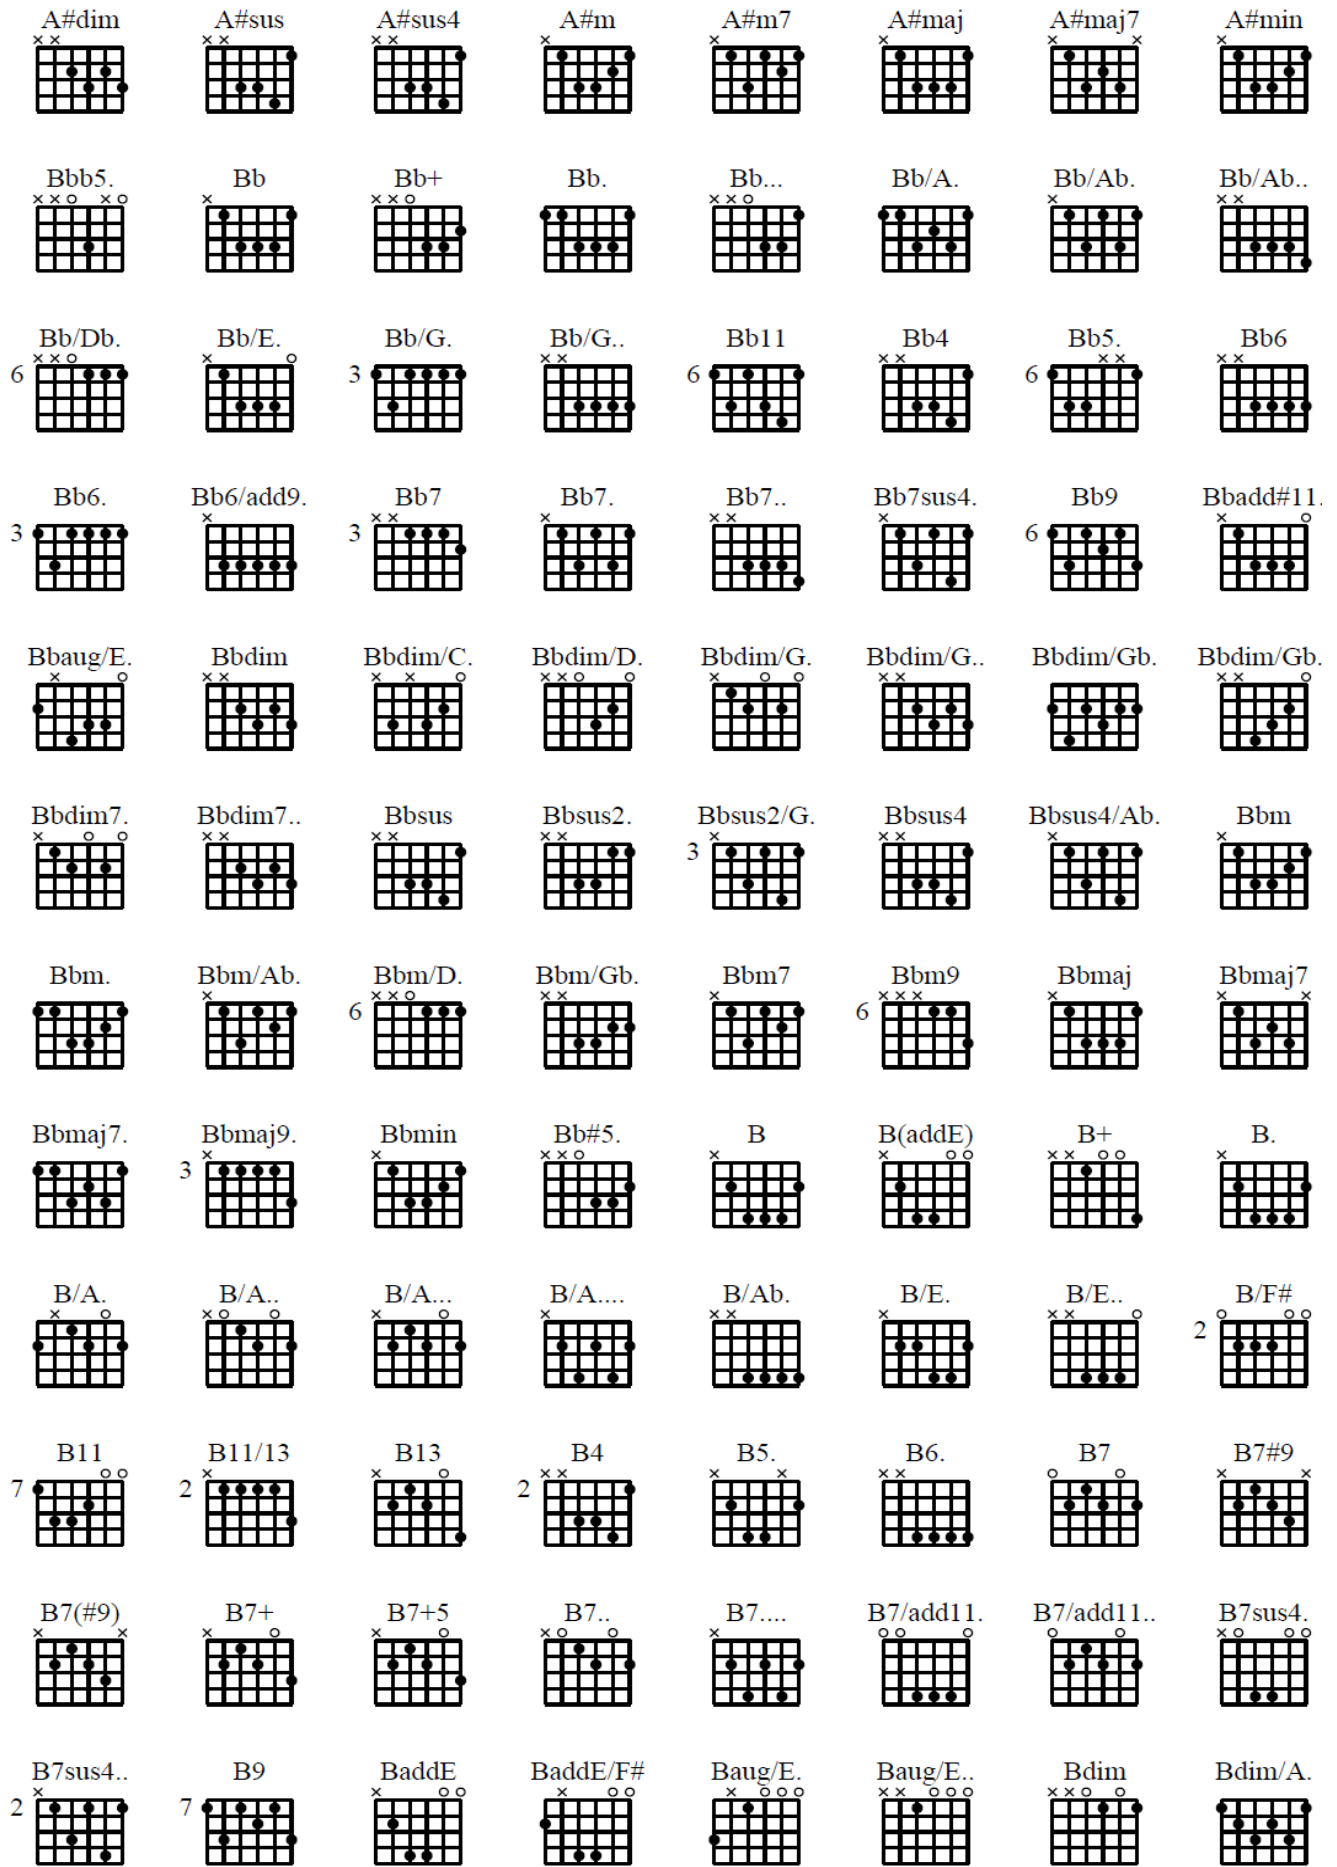 A#dim A#sus A#sus4 A#m A#m7 A#maj A#maj7 A#min
Bbb5. Bb Bb+ Bb. Bb... Bb/A. Bb/Ab. Bb/Ab..
Bb/Db. Bb/E. Bb/G. Bb/G.. Bb11 Bb4 Bb5. Bb6
6 3 6 6
Bb6. Bb6/add9. Bb7 Bb7. Bb7.. Bb7sus4. Bb9 Bbadd#11.
3 3 6
Bbaug/E. Bbdim Bbdim/C. Bbdim/D. Bbdim/G. Bbdim/G.. Bbdim/Gb. Bbdim/Gb.
Bbdim7. Bbdim7.. Bbsus Bbsus2. Bbsus2/G. Bbsus4 Bbsus4/Ab. Bbm
3
Bbm. Bbm/Ab. Bbm/D. Bbm/Gb. Bbm7 Bbm9 Bbmaj Bbmaj7
6 6
Bbmaj7. Bbmaj9. Bbmin Bb#5. B B(addE) B+ B.
3
B/A. B/A.. B/A... B/A.... B/Ab. B/E. B/E.. B/F#
2
B11 B11/13 B13 B4 B5. B6. B7 B7#9
7 2 2
B7(#9) B7+ B7+5 B7.. B7.... B7/add11. B7/add11.. B7sus4.
B7sus4.. B9 BaddE BaddE/F# Baug/E. Baug/E.. Bdim Bdim/A.
2 7